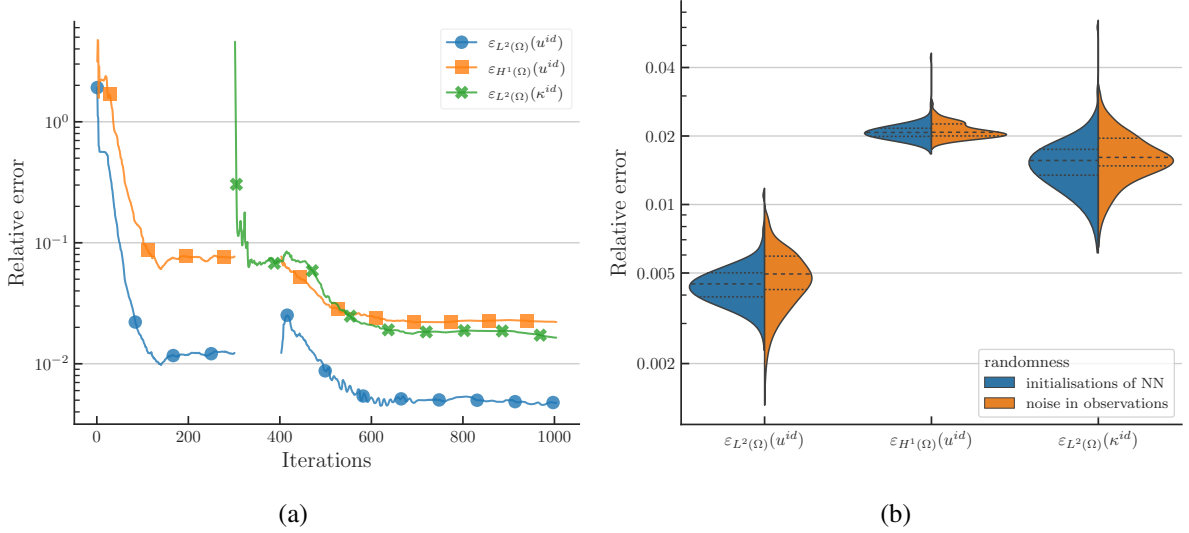 ε_{L²(Ω)}(u^{id})
ε_{H¹(Ω)}(u^{id})
ε_{L²(Ω)}(κ^{id})
10⁰
10⁻¹
10⁻²
Relative error
0 200 400 600 800 1000
Iterations
(a)
0.04
0.02
0.01
0.005
0.002
Relative error
randomness
initialisations of NN
noise in observations
ε_{L²(Ω)}(u^{id}) ε_{H¹(Ω)}(u^{id}) ε_{L²(Ω)}(κ^{id})
(b)